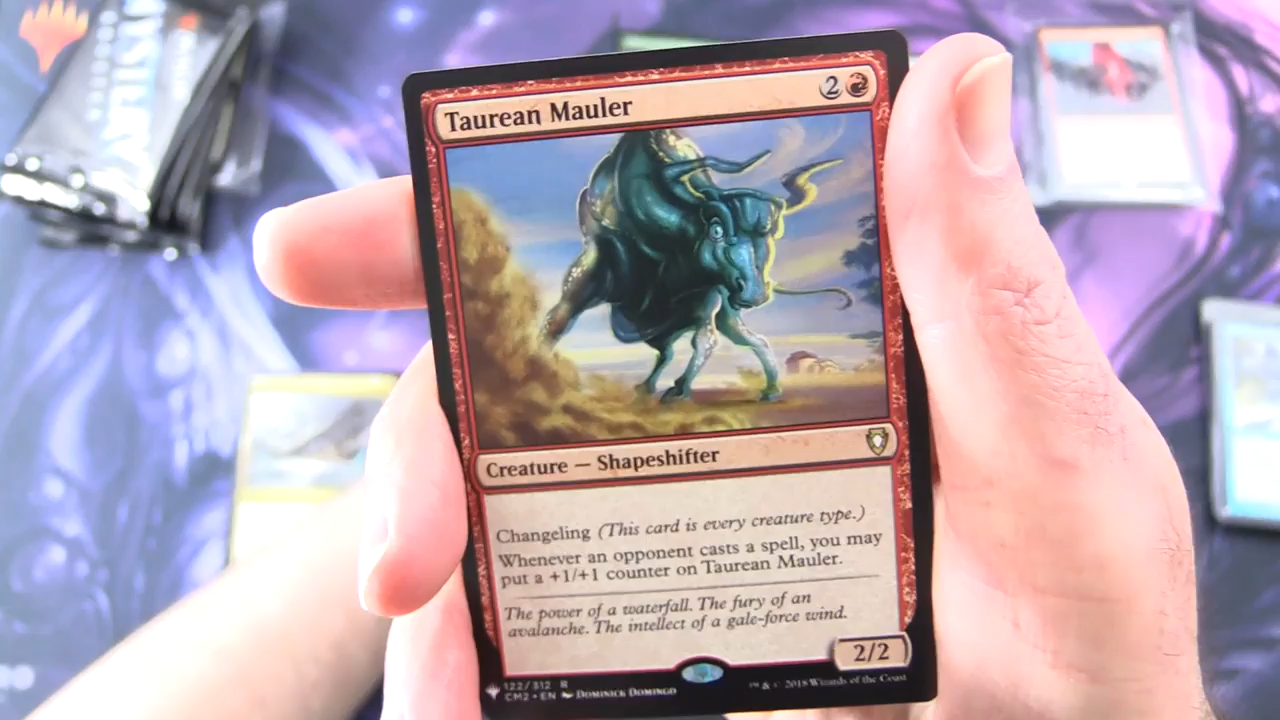 Taurean Mauler 2
Creature — Shapeshifter
Changeling (This card is every creature type.)
Whenever an opponent casts a spell, you may
put a +1/+1 counter on Taurean Mauler.
The power of a waterfall. The fury of an
avalanche. The intellect of a gale-force wind.
2/2
122/312 R
CM2 • EN Dominick Domingo
™ & © 2018 Wizards of the Coast